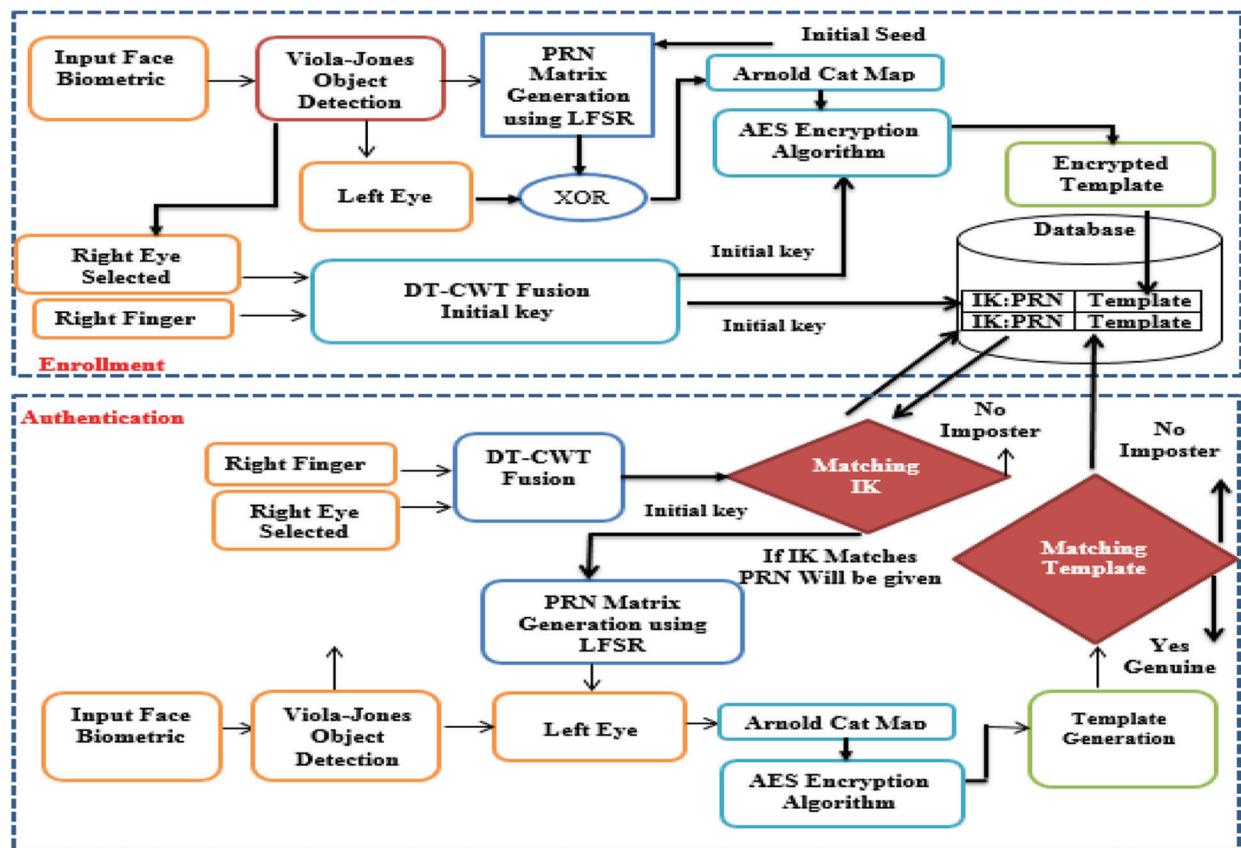 Input Face
Biometric
Viola-Jones
Object
Detection
PRN
Matrix
Generation
using LFSR
Initial Seed
Arnold Cat Map
AES Encryption
Algorithm
Encrypted
Template
Left Eye
XOR
Right Eye
Selected
Right Finger
DT-CWT Fusion
Initial key
Initial key
Initial key
Database
IK:PRN Template
IK:PRN Template
Enrollment
Authentication
Right Finger
Right Eye
Selected
DT-CWT
Fusion
Initial key
Matching
IK
No
Imposter
No
Imposter
If IK Matches
PRN Will be given
Matching
Template
PRN Matrix
Generation using
LFSR
Yes
Genuine
Input Face
Biometric
Viola-Jones
Object
Detection
Left Eye
Arnold Cat Map
AES Encryption
Algorithm
Template
Generation